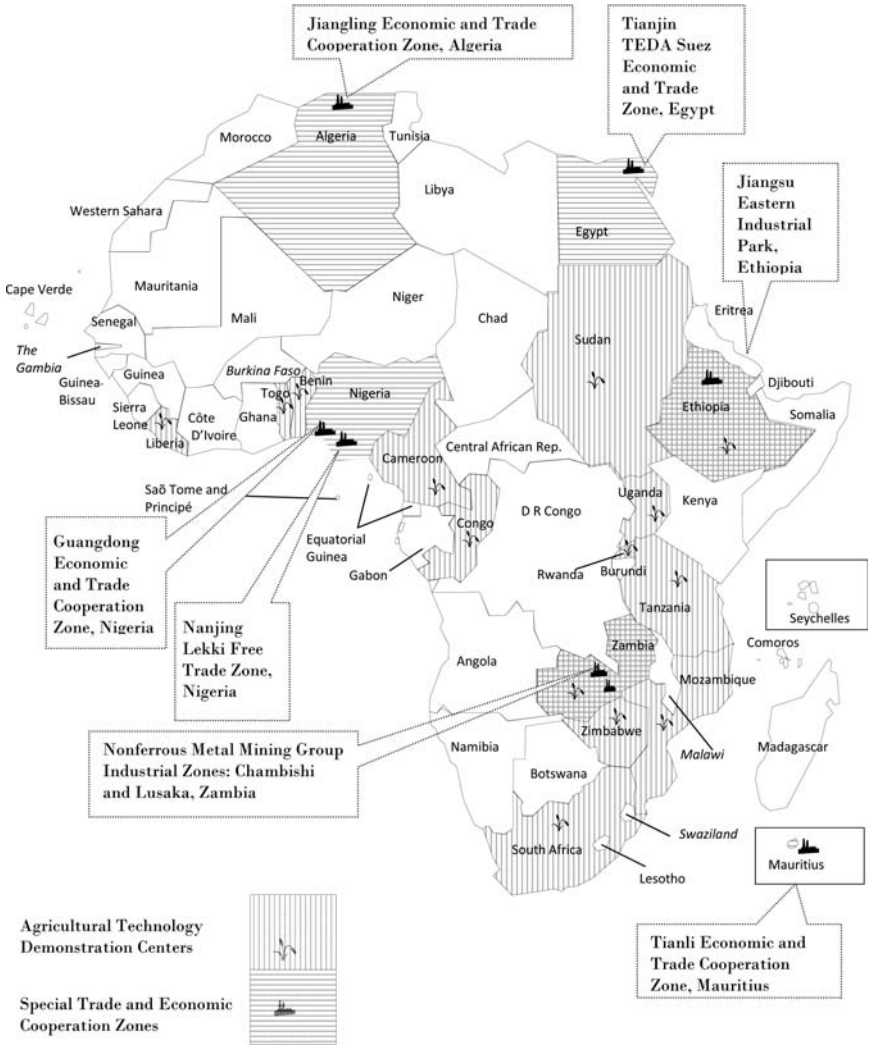 Jiangling Economic and Trade
Cooperation Zone, Algeria
Tianjin
TEDA Suez
Economic
and Trade
Zone, Egypt
Jiangsu
Eastern
Industrial
Park,
Ethiopia
Morocco
Algeria
Tunisia
Libya
Egypt
Western Sahara
Cape Verde
Mauritania
Mali
Niger
Chad
Sudan
Eritrea
Senegal
The
Gambia
Guinea-
Bissau
Guinea
Burkina Faso
Benin
Togo
Ghana
Nigeria
Djibouti
Ethiopia
Somalia
Sierra
Leone
Liberia
Côte
D'Ivoire
Cameroon
Central African Rep.
Saõ Tome and
Principé
Equatorial
Guinea
Gabon
Congo
D R Congo
Uganda
Kenya
Rwanda
Burundi
Tanzania
Seychelles
Comoros
Guangdong
Economic
and Trade
Cooperation
Zone, Nigeria
Nanjing
Lekki Free
Trade Zone,
Nigeria
Angola
Zambia
Mozambique
Nonferrous Metal Mining Group
Industrial Zones: Chambishi
and Lusaka, Zambia
Namibia
Zimbabwe
Botswana
Malawi
Madagascar
South Africa
Swaziland
Lesotho
Mauritius
Tianli Economic and
Trade Cooperation
Zone, Mauritius
Agricultural Technology
Demonstration Centers
Special Trade and Economic
Cooperation Zones